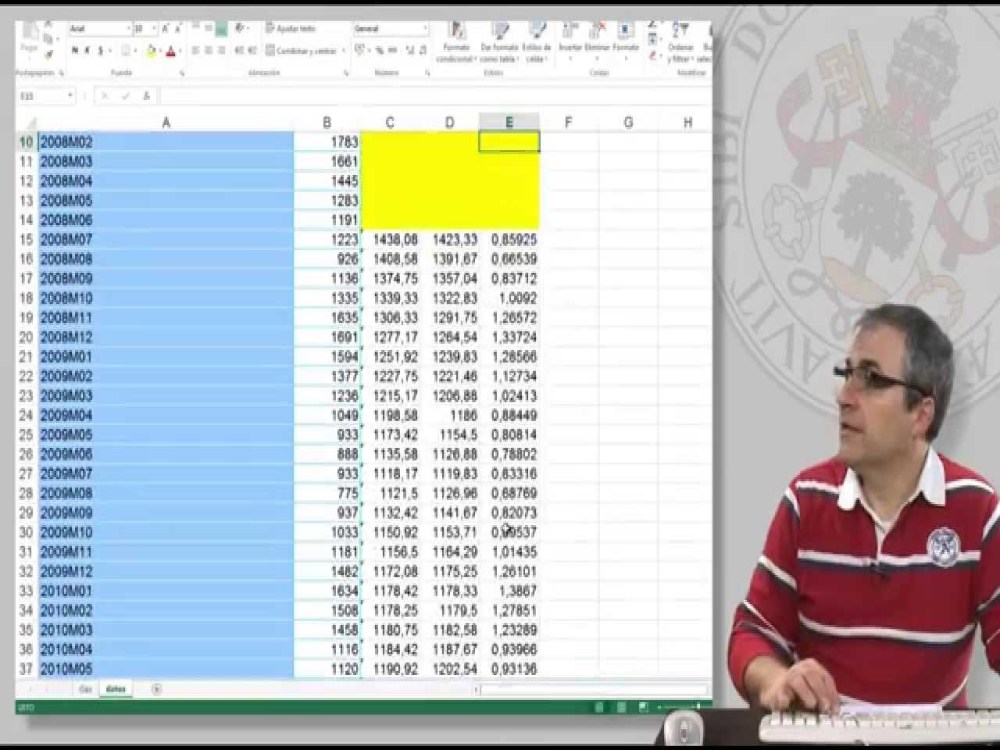 Arial 10 A A Ajustar texto General
N K S Combinar y centrar
Formato condicional Dar formato como tabla Estilos de celda Insertar Eliminar Formato Ordenar y filtrar
Fuente Alineación Número Estilos Celdas Modificar
E15
A B C D E F G H
10 2008M02 1783
11 2008M03 1661
12 2008M04 1445
13 2008M05 1283
14 2008M06 1191
15 2008M07 1223 1438,08 1423,33 0,85925
16 2008M08 926 1408,58 1391,67 0,66539
17 2008M09 1136 1374,75 1357,04 0,83712
18 2008M10 1335 1339,33 1322,83 1,0092
19 2008M11 1635 1306,33 1291,75 1,26572
20 2008M12 1691 1277,17 1264,54 1,33724
21 2009M01 1594 1251,92 1239,83 1,28566
22 2009M02 1377 1227,75 1221,46 1,12734
23 2009M03 1236 1215,17 1206,88 1,02413
24 2009M04 1049 1198,58 1186 0,88449
25 2009M05 933 1173,42 1154,5 0,80814
26 2009M06 888 1135,58 1126,88 0,78802
27 2009M07 933 1118,17 1119,83 0,83316
28 2009M08 775 1121,5 1126,96 0,68769
29 2009M09 937 1132,42 1141,67 0,82073
30 2009M10 1033 1150,92 1153,71 0,89537
31 2009M11 1181 1156,5 1164,29 1,01435
32 2009M12 1482 1172,08 1175,25 1,26101
33 2010M01 1634 1178,42 1178,33 1,3867
34 2010M02 1508 1178,25 1179,5 1,27851
35 2010M03 1458 1180,75 1182,58 1,23289
36 2010M04 1116 1184,42 1187,67 0,93966
37 2010M05 1120 1190,92 1202,54 0,93136
Gas datos
LISTO